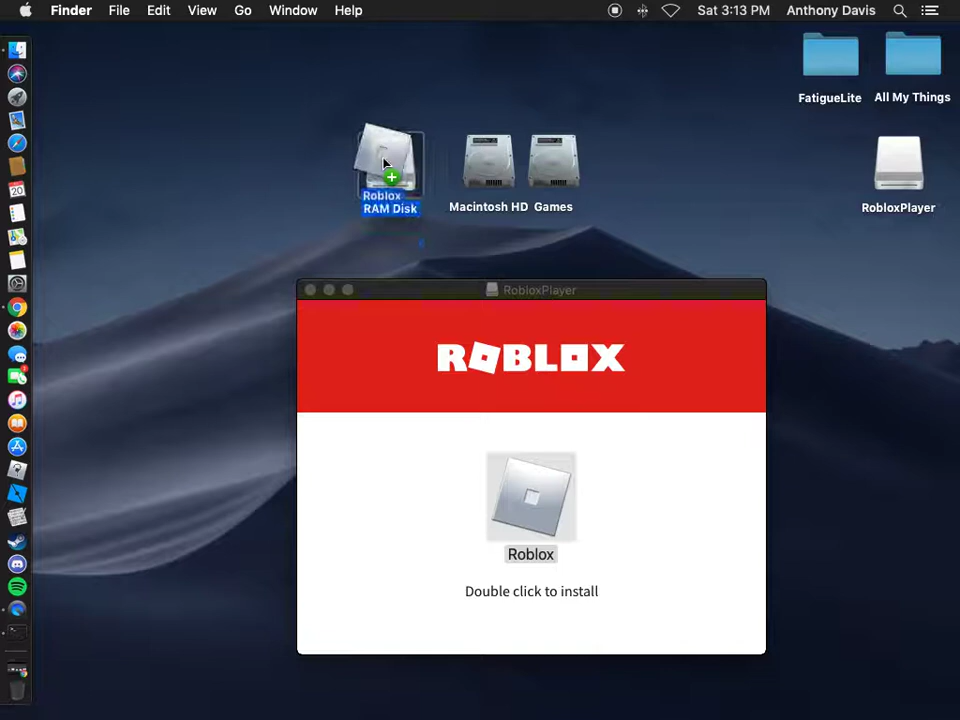 Finder File Edit View Go Window Help Sat 3:13 PM Anthony Davis
FatigueLite All My Things
Roblox
RAM Disk
Macintosh HD Games
RobloxPlayer
20
RobloxPlayer
ROBLOX
Roblox
Double click to install